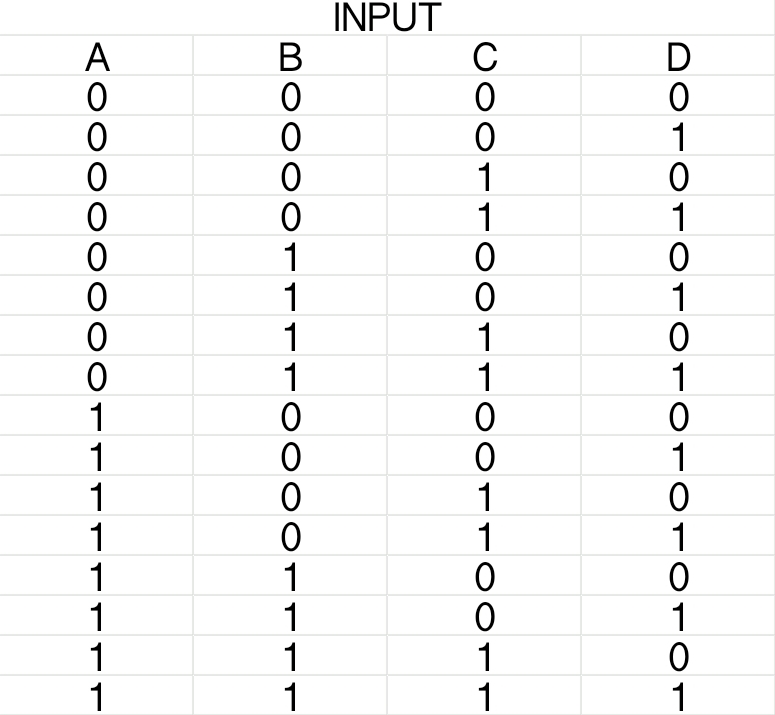 INPUT
A B C D
0 0 0 0
0 0 0 1
0 0 1 0
0 0 1 1
0 1 0 0
0 1 0 1
0 1 1 0
0 1 1 1
1 0 0 0
1 0 0 1
1 0 1 0
1 0 1 1
1 1 0 0
1 1 0 1
1 1 1 0
1 1 1 1